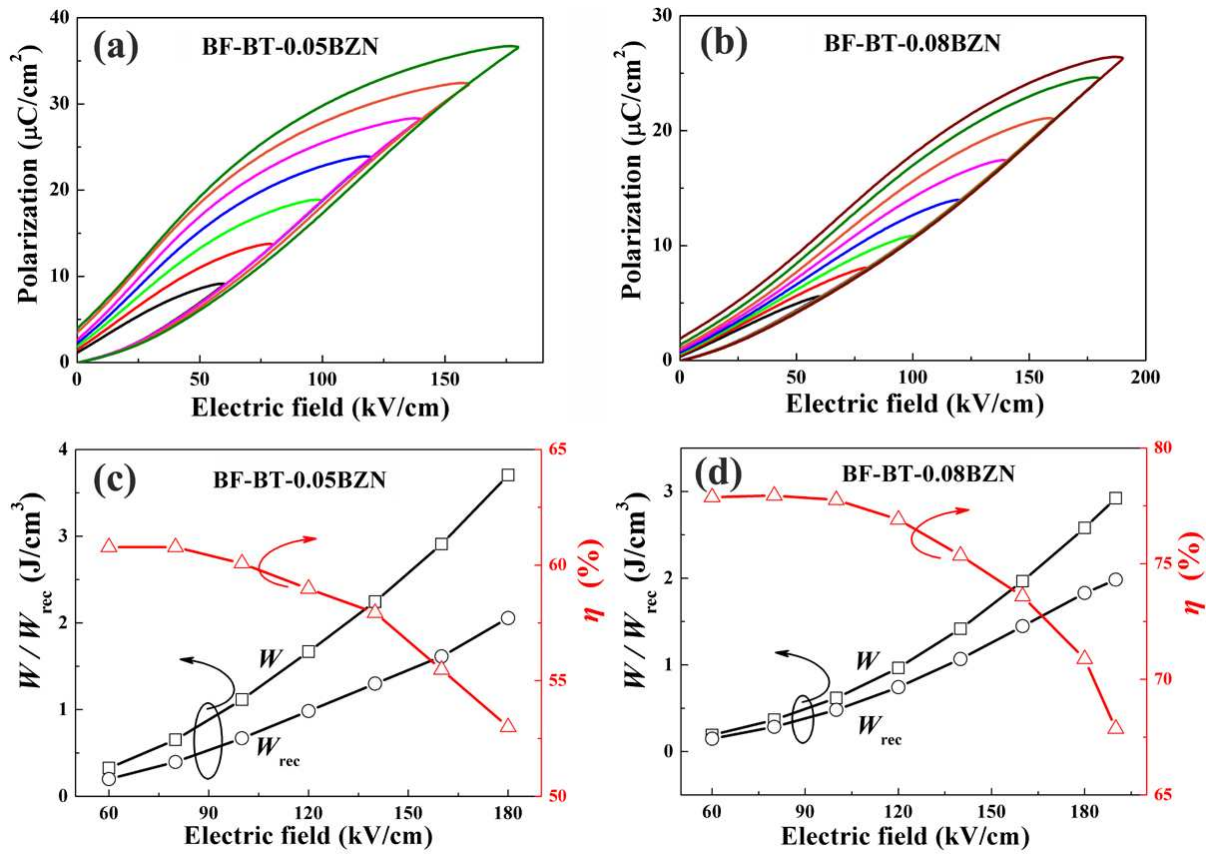 (a)
BF-BT-0.05BZN
Polarization (μC/cm²)
40
30
20
10
0
0 50 100 150
Electric field (kV/cm)
(b)
BF-BT-0.08BZN
Polarization (μC/cm²)
30
20
10
0
0 50 100 150 200
Electric field (kV/cm)
(c)
BF-BT-0.05BZN
W / W_rec (J/cm³)
4
3
2
1
0
W
W_rec
65
60
55
50
η (%)
60 90 120 150 180
Electric field (kV/cm)
(d)
BF-BT-0.08BZN
W / W_rec (J/cm³)
3
2
1
0
W
W_rec
80
75
70
65
η (%)
60 90 120 150 180
Electric field (kV/cm)